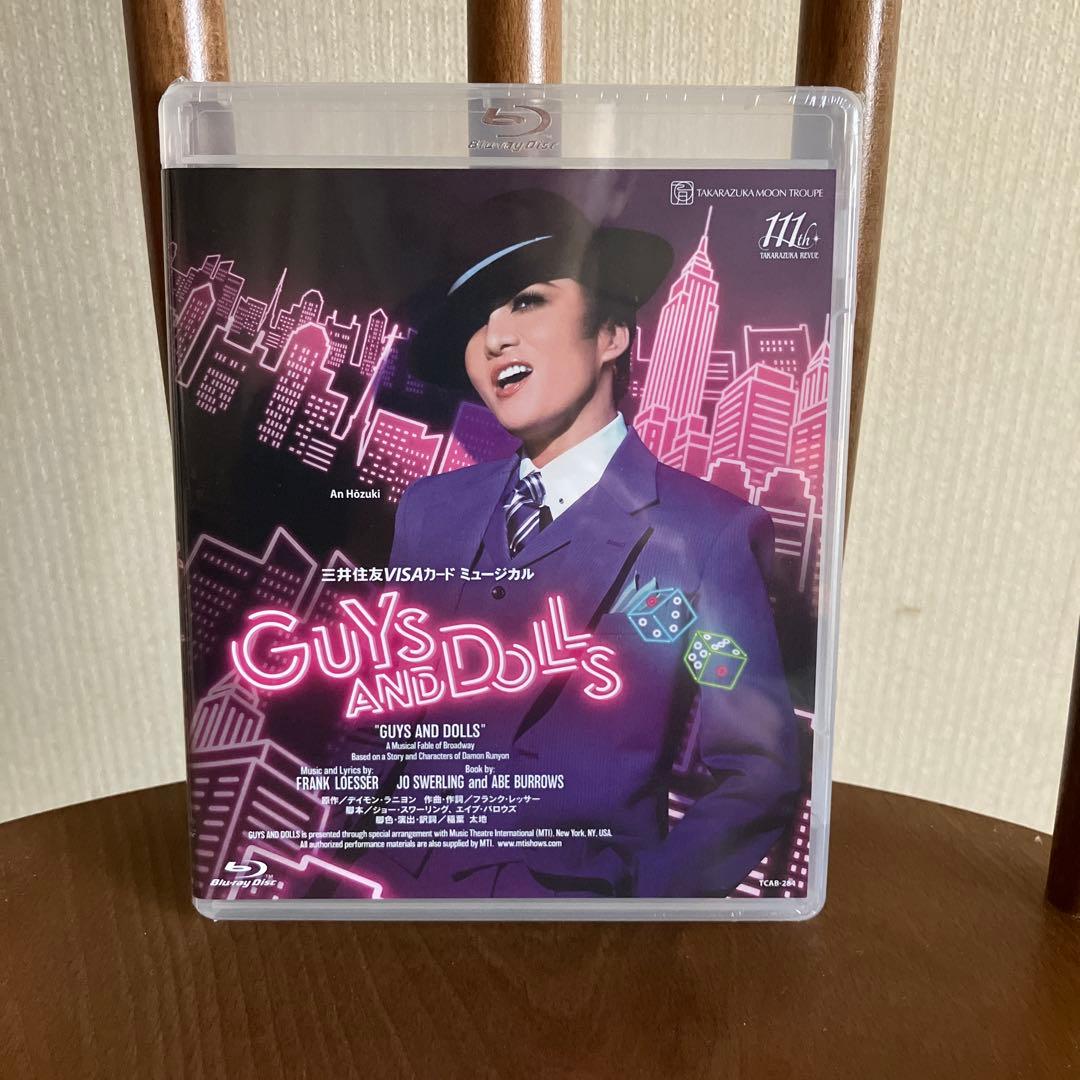 Blu-ray Disc
TAKARAZUKA MOON TROUPE
111th
TAKARAZUKA REVUE
An Hōzuki
三井住友VISAカード ミュージカル
GUYS
AND DOLLS
"GUYS AND DOLLS"
A Musical Fable of Broadway
Based on a Story and Characters of Damon Runyon
Music and Lyrics by: Book by:
FRANK LOESSER JO SWERLING and ABE BURROWS
原作/デイモン・ラニヨン 作曲・作詞/フランク・レッサー
脚本/ジョー・スワーリング、エイブ・バロウズ
脚色・演出・訳詞/稲葉 太地
GUYS AND DOLLS is presented through special arrangement with Music Theatre International (MTI), New York, NY, USA.
All authorized performance materials are also supplied by MTI. www.mtishows.com
Blu-ray Disc
TCAB-284